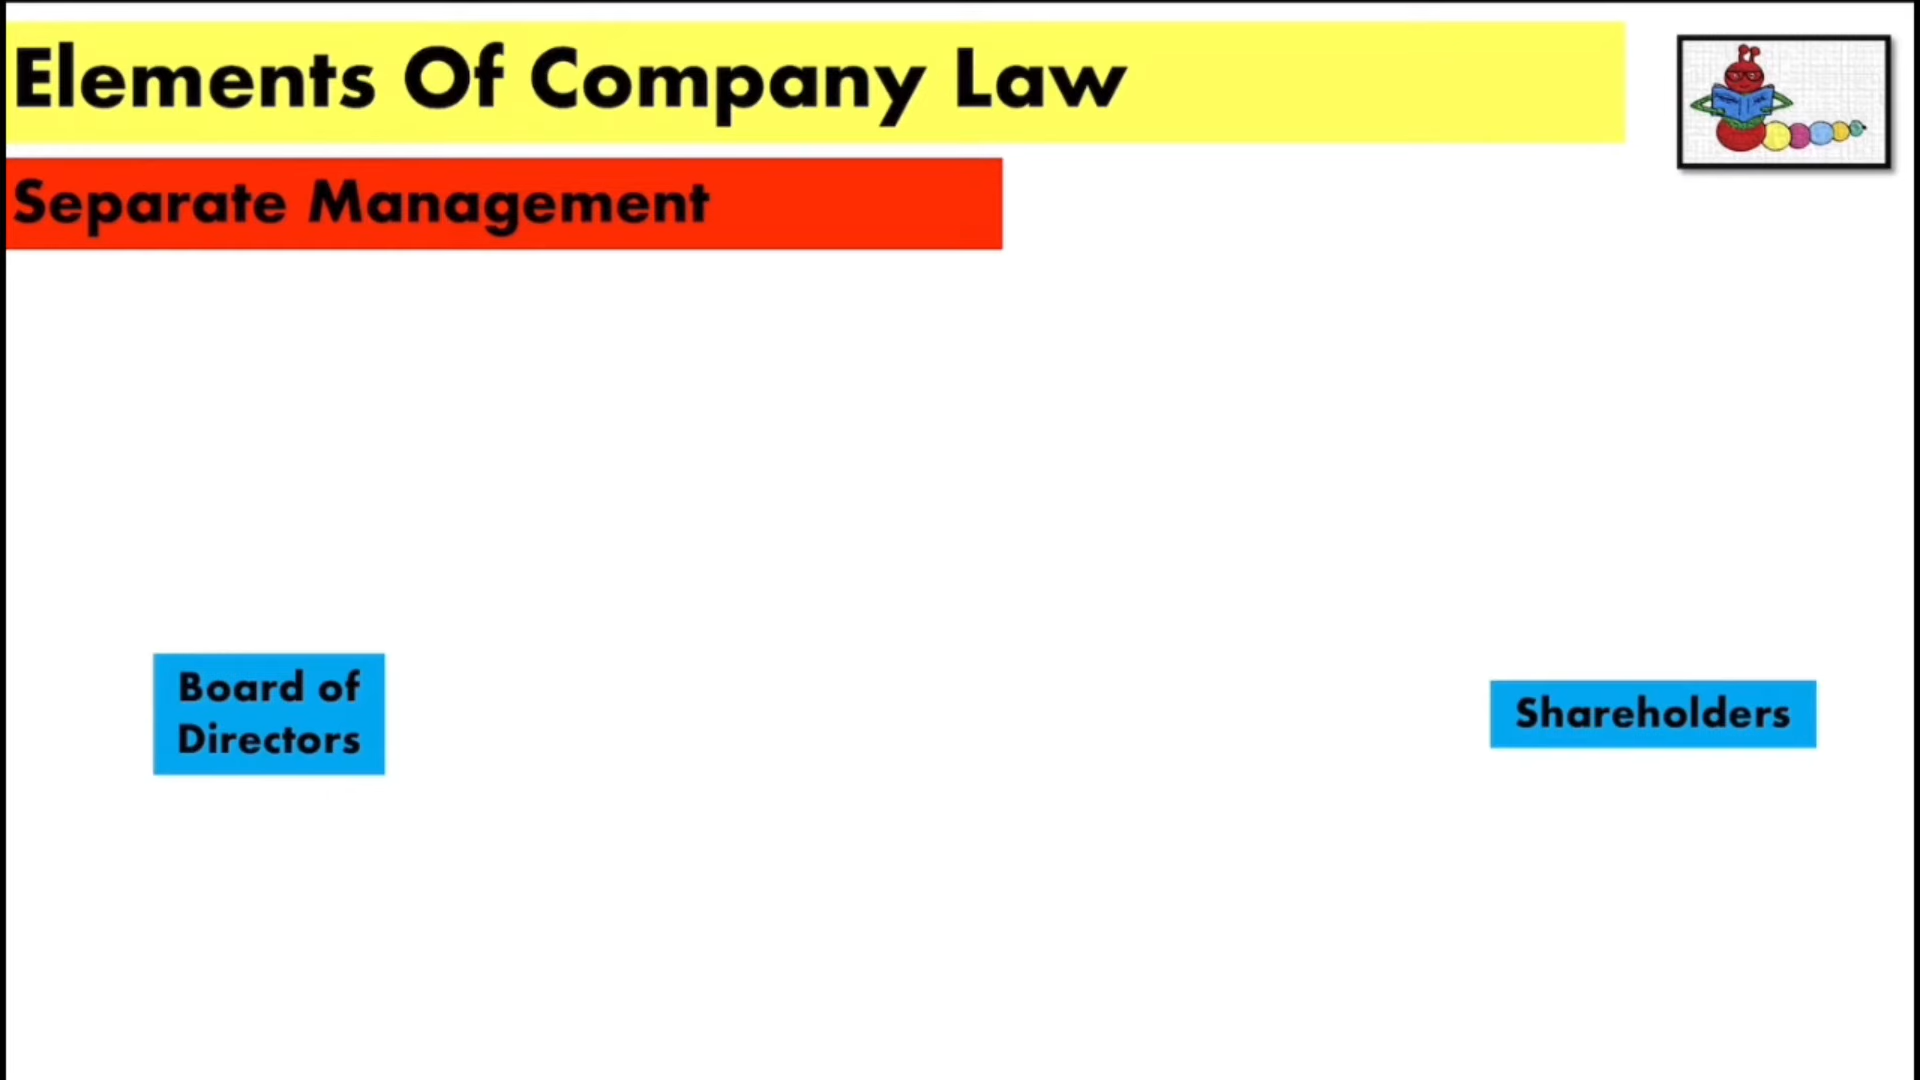 Elements Of Company Law
Separate Management
Board of
Directors
Shareholders